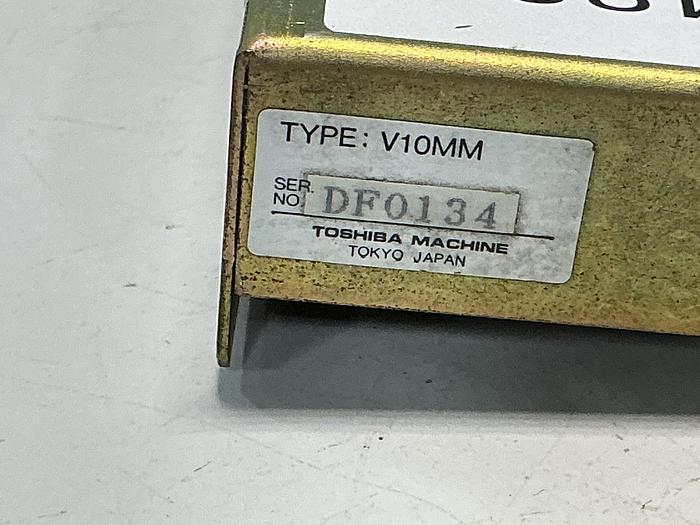 TYPE: V10MM
SER.
NO. DF0134
TOSHIBA MACHINE
TOKYO JAPAN